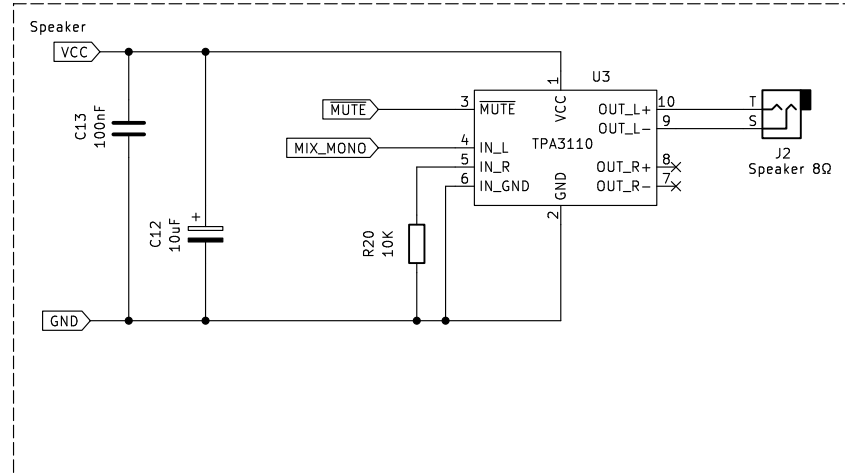 Speaker
VCC
C13
100nF
C12
10uF
GND
MUTE
MIX_MONO
R20
10K
U3
TPA3110
1
VCC
3
MUTE
4
IN_L
5
IN_R
6
IN_GND
2
GND
OUT_L+
10
OUT_L-
9
OUT_R+
8
OUT_R-
7
T
S
J2
Speaker 8Ω
+